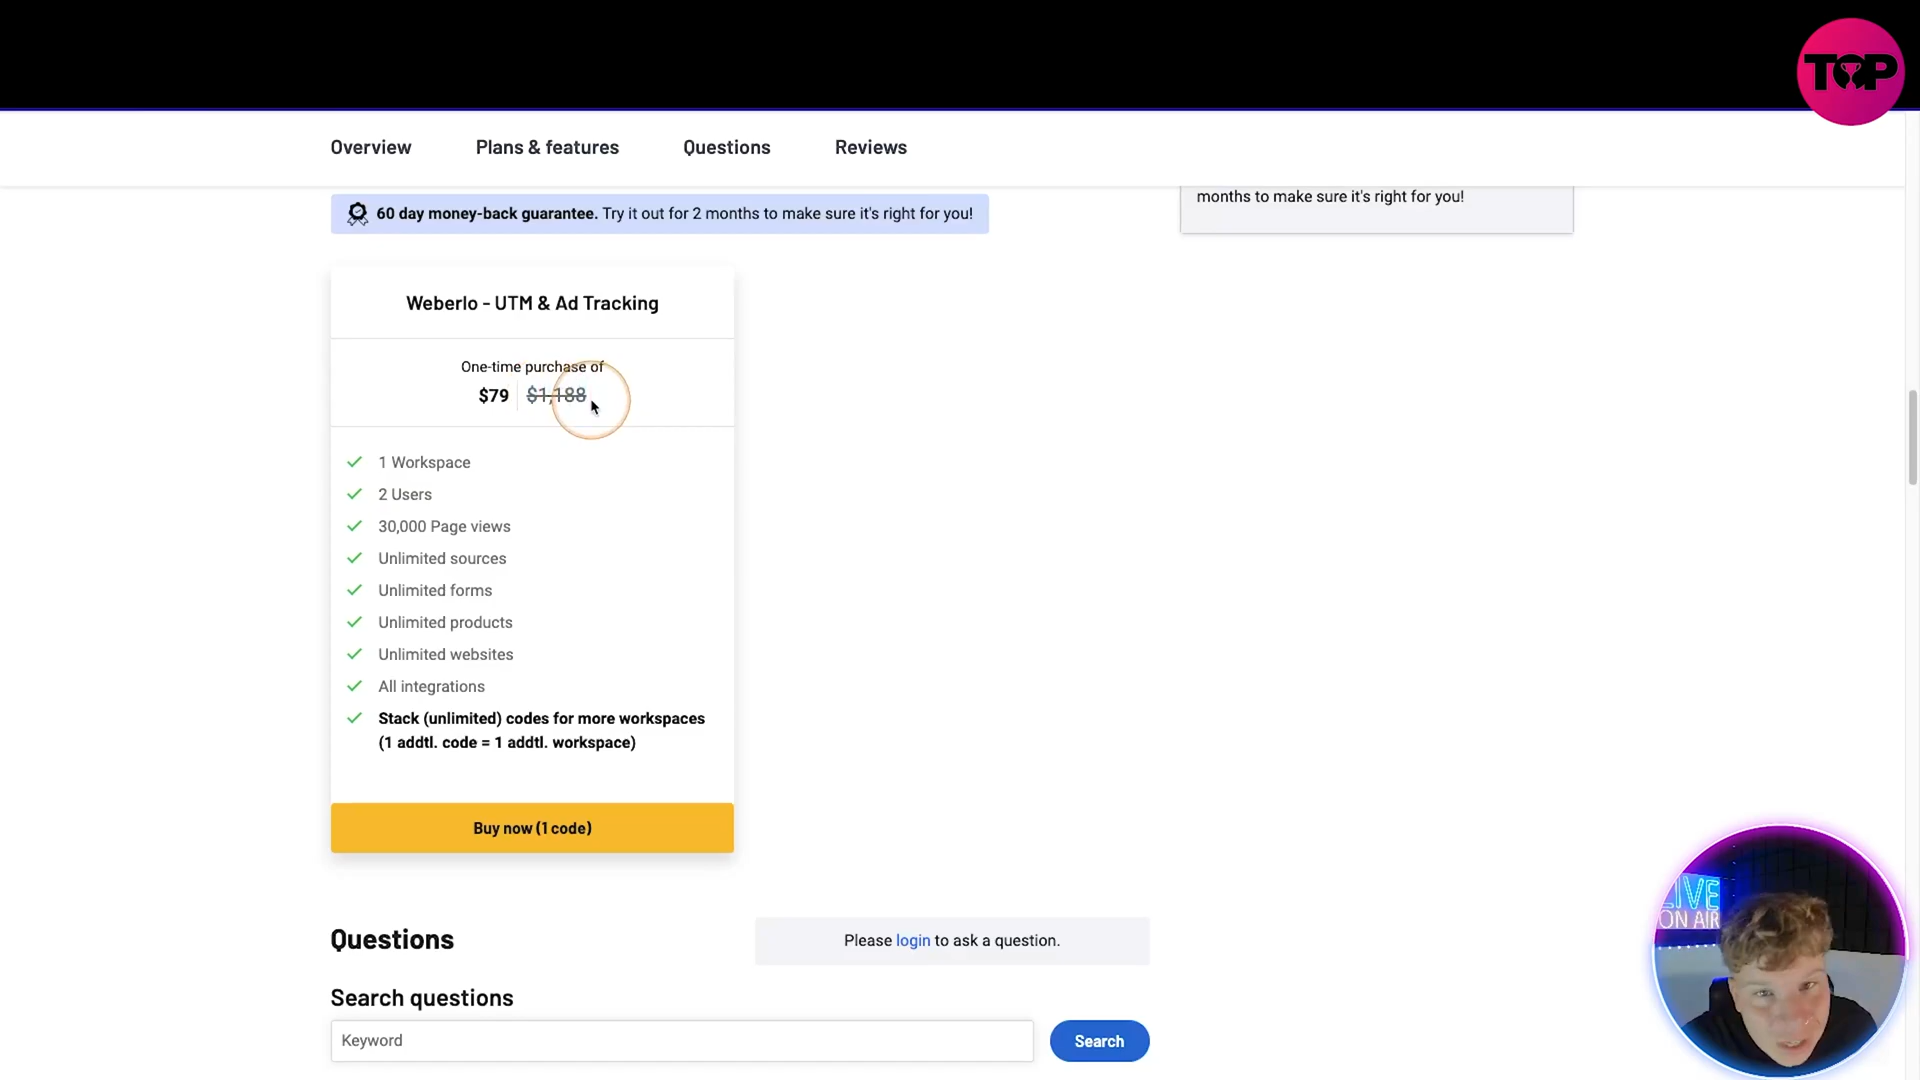 TOP
Overview Plans & features Questions Reviews
60 day money-back guarantee. Try it out for 2 months to make sure it's right for you!
months to make sure it's right for you!
Weberlo - UTM & Ad Tracking
One-time purchase of
$79 $1,188
1 Workspace
2 Users
30,000 Page views
Unlimited sources
Unlimited forms
Unlimited products
Unlimited websites
All integrations
Stack (unlimited) codes for more workspaces
(1 addtl. code = 1 addtl. workspace)
Buy now (1 code)
Questions
Please login to ask a question.
Search questions
Keyword
Search
LIVE
ON AIR